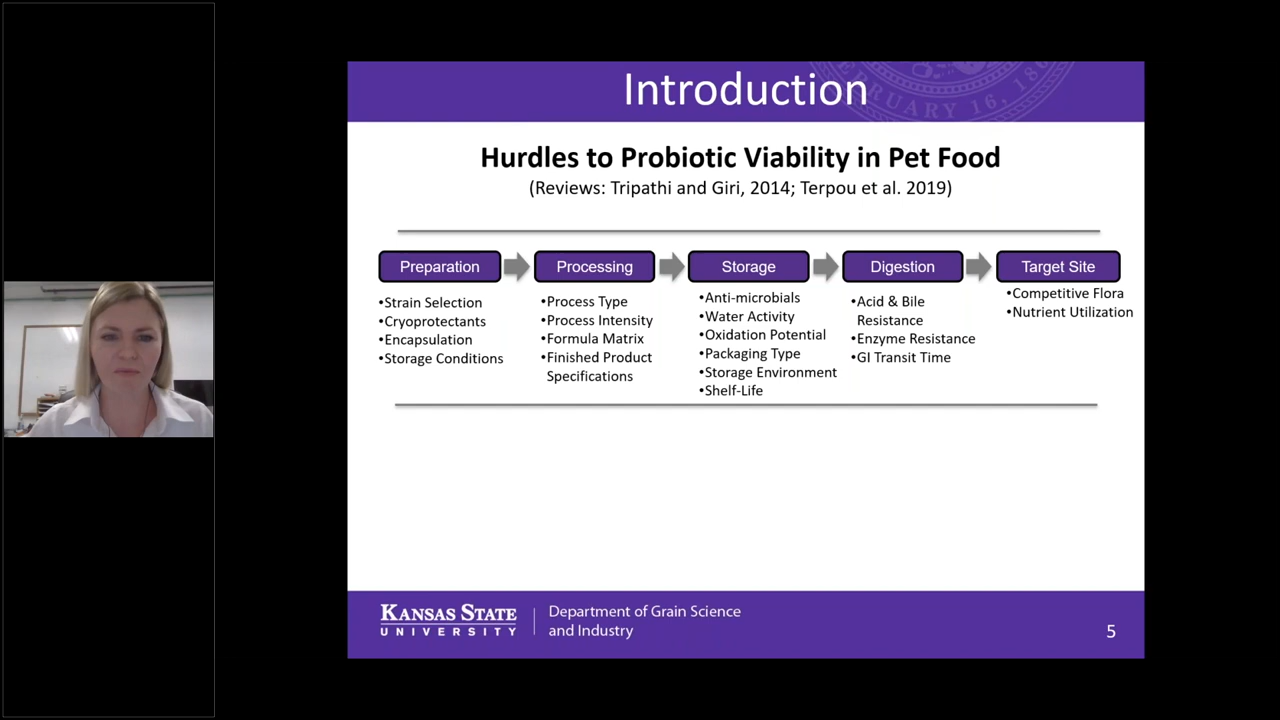 Introduction
Hurdles to Probiotic Viability in Pet Food
(Reviews: Tripathi and Giri, 2014; Terpou et al. 2019)
Preparation
•Strain Selection
•Cryoprotectants
•Encapsulation
•Storage Conditions
Processing
•Process Type
•Process Intensity
•Formula Matrix
•Finished Product
Specifications
Storage
•Anti-microbials
•Water Activity
•Oxidation Potential
•Packaging Type
•Storage Environment
•Shelf-Life
Digestion
•Acid & Bile
Resistance
•Enzyme Resistance
•GI Transit Time
Target Site
•Competitive Flora
•Nutrient Utilization
KANSAS STATE
UNIVERSITY
Department of Grain Science
and Industry
5